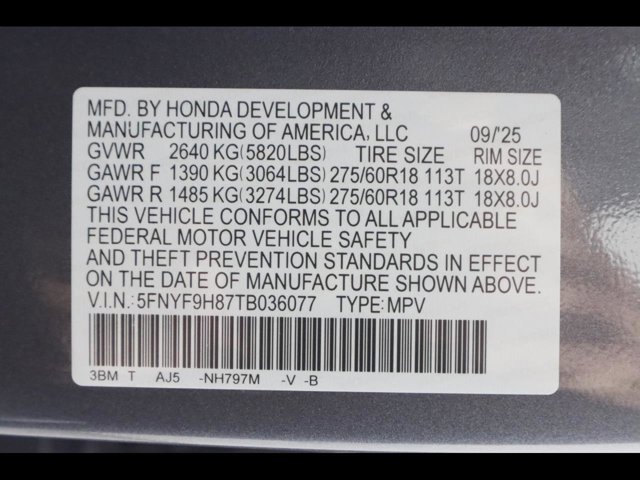 MFD. BY HONDA DEVELOPMENT &
MANUFACTURING OF AMERICA, LLC 09/'25
GVWR 2640 KG(5820LBS) TIRE SIZE RIM SIZE
GAWR F 1390 KG(3064LBS) 275/60R18 113T 18X8.0J
GAWR R 1485 KG(3274LBS) 275/60R18 113T 18X8.0J
THIS VEHICLE CONFORMS TO ALL APPLICABLE
FEDERAL MOTOR VEHICLE SAFETY
AND THEFT PREVENTION STANDARDS IN EFFECT
ON THE DATE OF MANUFACTURE SHOWN ABOVE.
V.I.N.:5FNYF9H87TB036077 TYPE:MPV
3BM T AJ5 -NH797M -V -B